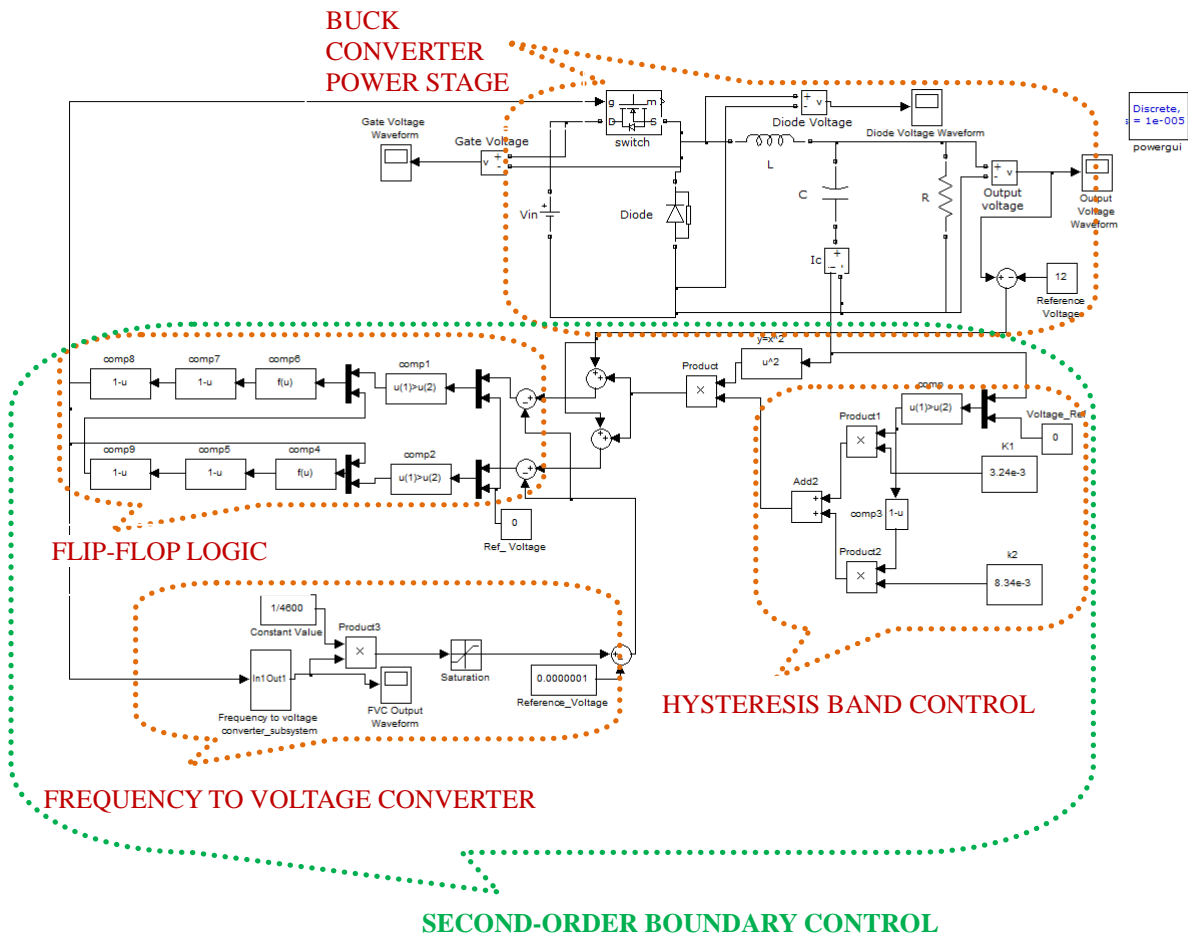 BUCK
CONVERTER
POWER STAGE
Gate Voltage
Waveform
Gate Voltage
v
+
-
g
m
D
S
switch
+
-
v
Diode Voltage
Diode Voltage Waveform
Discrete,
s = 1e-005
powergui
L
C
R
Vin
+
Diode
Ic
+
-
i
+
-
v
Output
voltage
Output
Voltage
Waveform
+
-
12
Reference
Voltage
comp8
1-u
comp7
1-u
comp6
f(u)
comp1
u(1)>u(2)
comp9
1-u
comp5
1-u
comp4
f(u)
comp2
u(1)>u(2)
0
Ref_ Voltage
FLIP-FLOP LOGIC
Product
×
y=x^2
u^2
comp
u(1)>u(2)
Voltage_Ref
0
Product1
×
K1
3.24e-3
Add2
+
+
comp3
1-u
Product2
×
k2
8.34e-3
HYSTERESIS BAND CONTROL
1/4600
Constant Value
Product3
×
In1Out1
Frequency to voltage
converter_subsystem
FVC Output
Waveform
Saturation
0.0000001
Reference_Voltage
FREQUENCY TO VOLTAGE CONVERTER
SECOND-ORDER BOUNDARY CONTROL